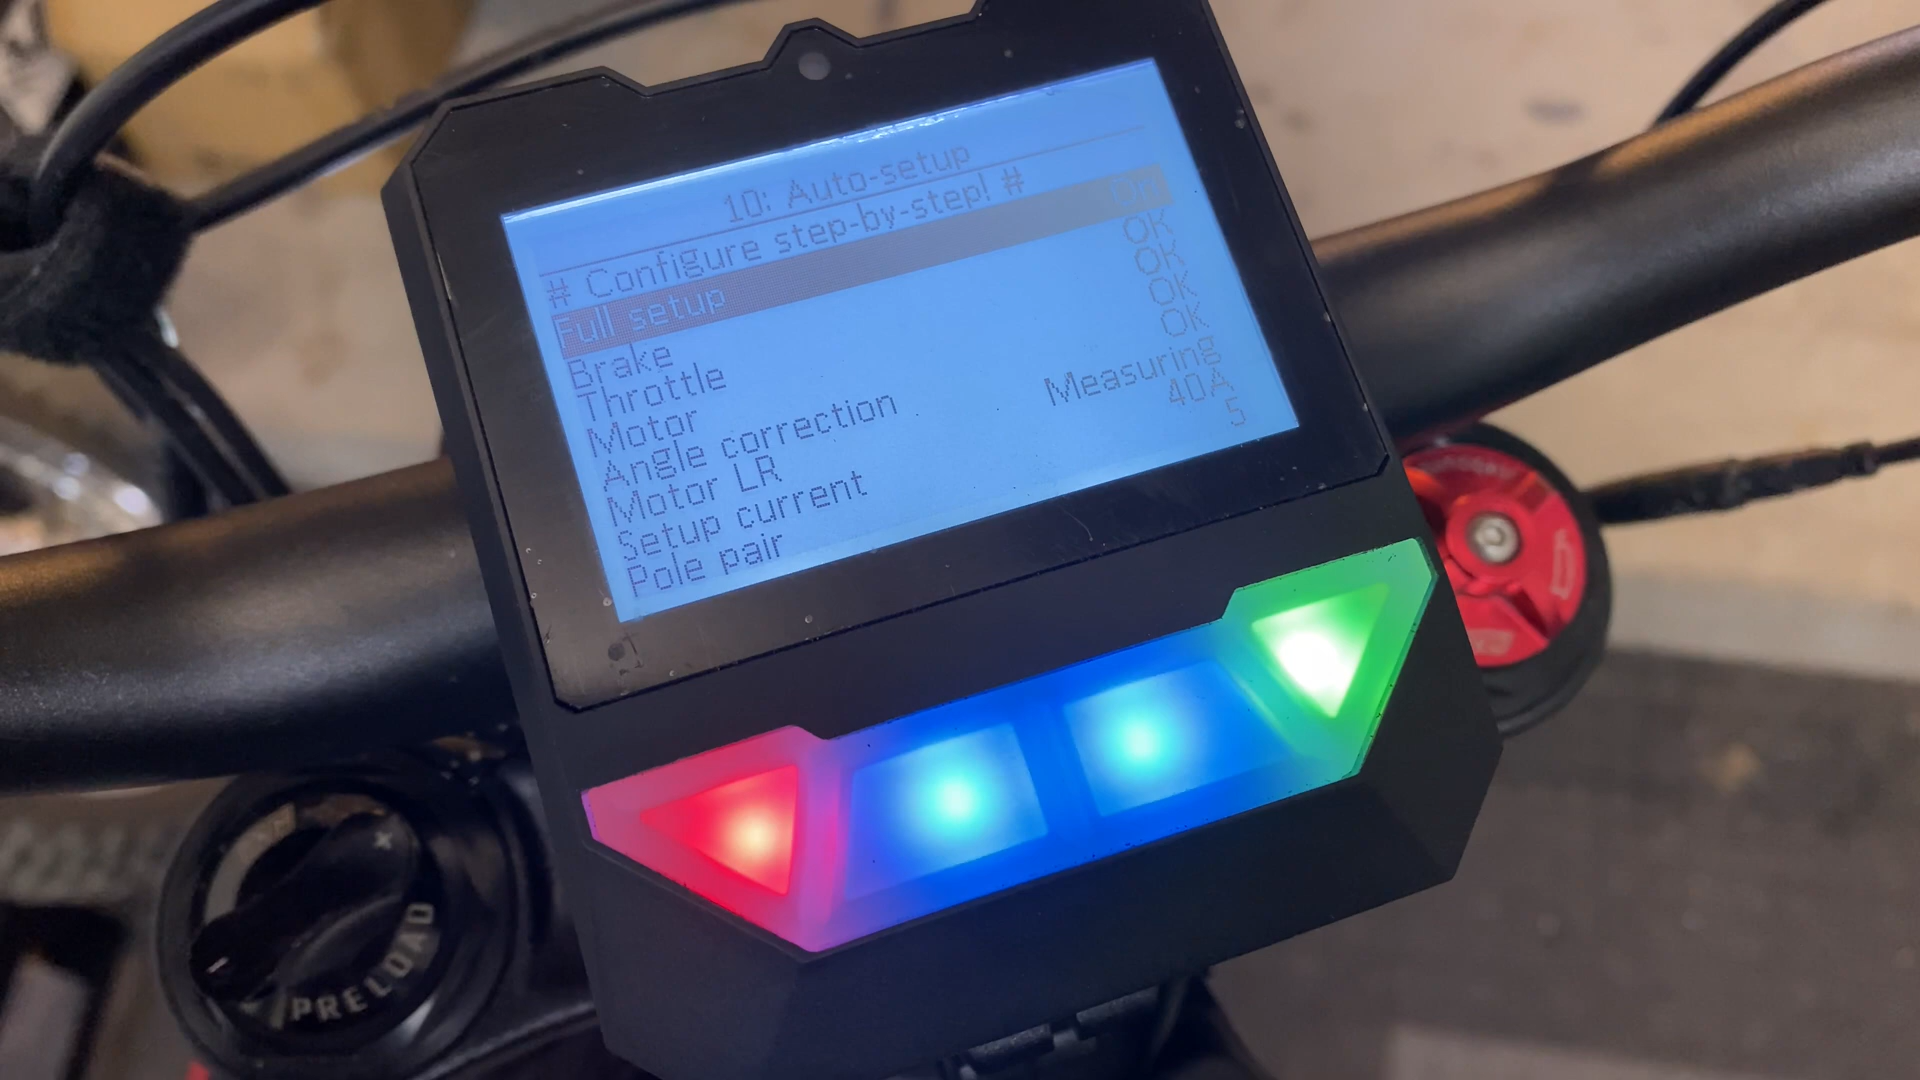 10: Auto-setup
# Configure step-by-step! #
Full setup On
Brake OK
Throttle OK
Motor OK
Angle correction OK
Motor LR Measuring
Setup current 40A
Pole pair 5
+
-
PRELOAD